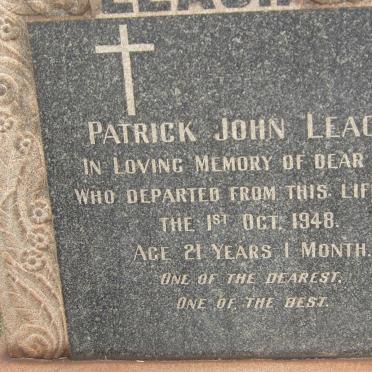 LEACH
PATRICK JOHN LEAC
IN LOVING MEMORY OF DEAR
WHO DEPARTED FROM THIS LIF
THE 1ST OCT. 1948.
AGE 21 YEARS 1 MONTH.
ONE OF THE DEAREST,
ONE OF THE BEST.